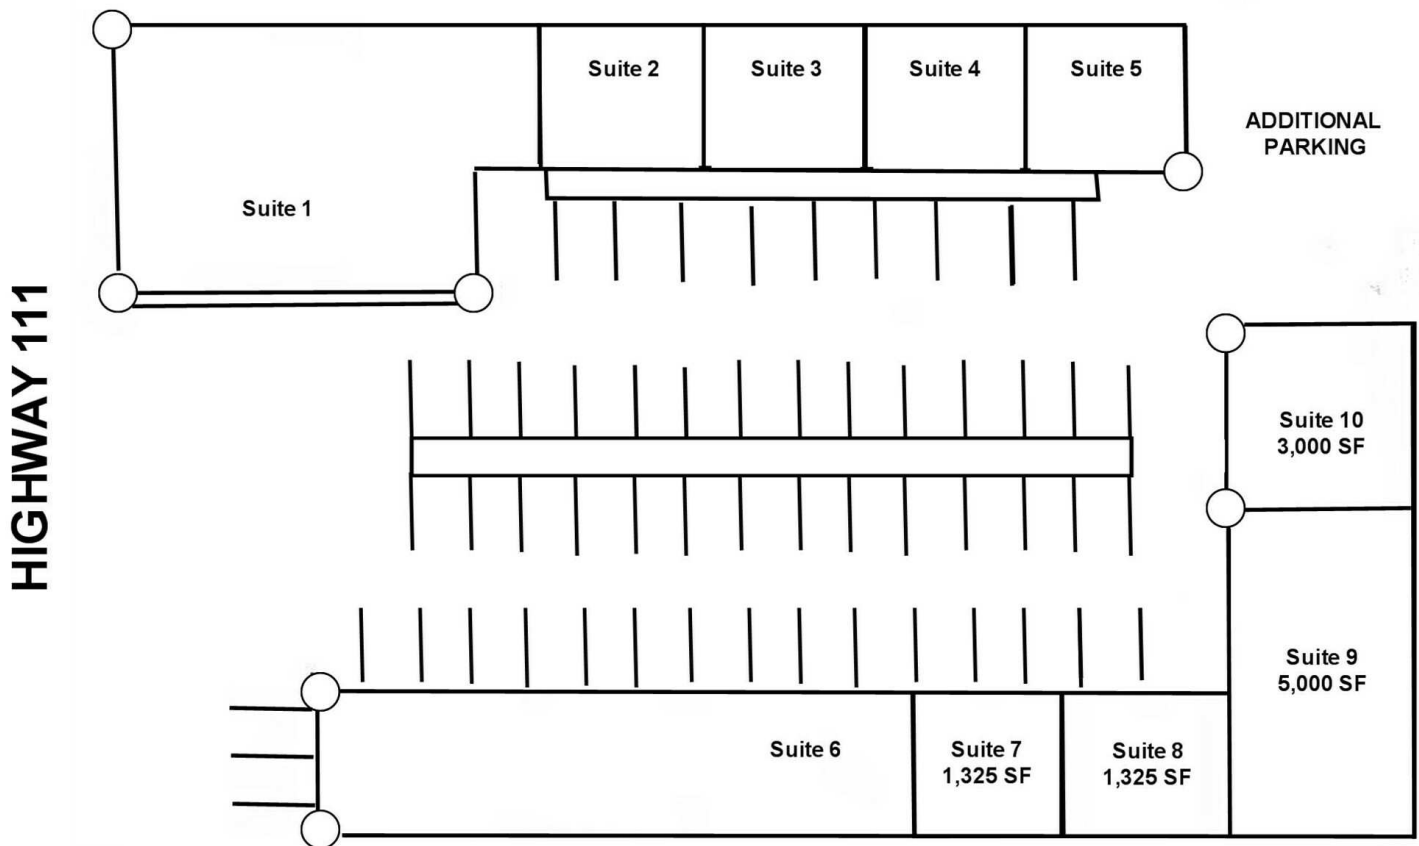 Suite 2
Suite 3
Suite 4
Suite 5
ADDITIONAL
PARKING
Suite 1
HIGHWAY 111
Suite 10
3,000 SF
Suite 9
5,000 SF
Suite 6
Suite 7
1,325 SF
Suite 8
1,325 SF